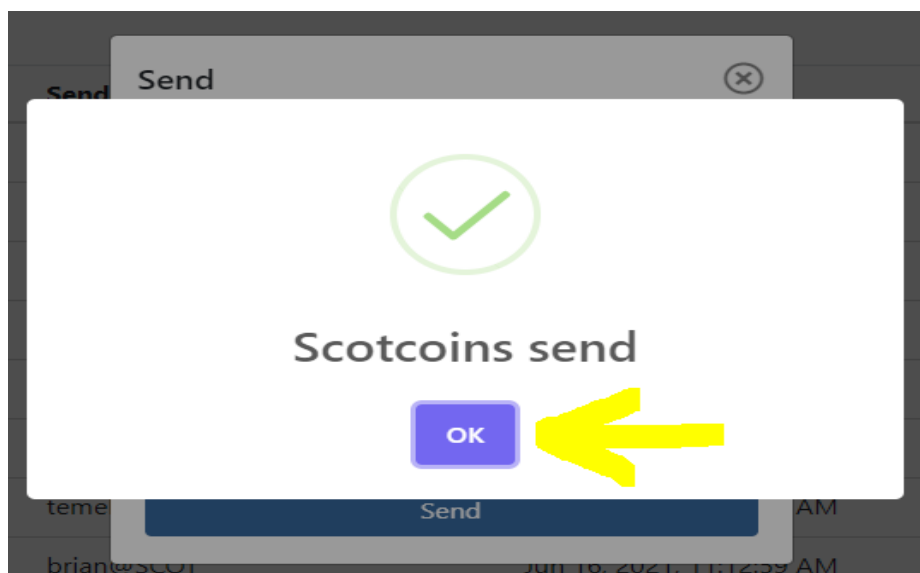 Send
Send
Scotcoins send
OK
Send
teme
AM
brian@SCOT
Jun 16, 2021, 11:12:59 AM